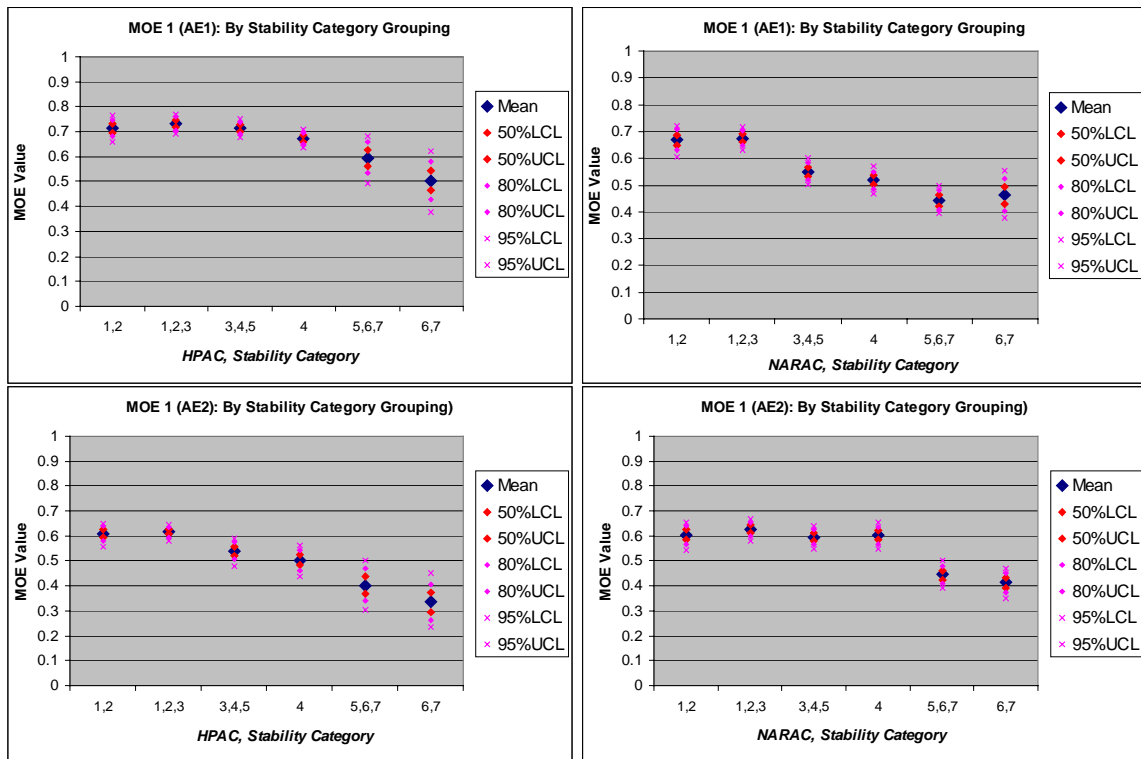 MOE 1 (AE1): By Stability Category Grouping
MOE Value
1
0.9
0.8
0.7
0.6
0.5
0.4
0.3
0.2
0.1
0
1,2 1,2,3 3,4,5 4 5,6,7 6,7
HPAC, Stability Category
Mean
50%LCL
50%UCL
80%LCL
80%UCL
95%LCL
95%UCL
MOE 1 (AE1): By Stability Category Grouping
MOE Value
1
0.9
0.8
0.7
0.6
0.5
0.4
0.3
0.2
0.1
0
1,2 1,2,3 3,4,5 4 5,6,7 6,7
NARAC, Stability Category
Mean
50%LCL
50%UCL
80%LCL
80%UCL
95%LCL
95%UCL
MOE 1 (AE2): By Stability Category Grouping)
MOE Value
1
0.9
0.8
0.7
0.6
0.5
0.4
0.3
0.2
0.1
0
1,2 1,2,3 3,4,5 4 5,6,7 6,7
HPAC, Stability Category
Mean
50%LCL
50%UCL
80%LCL
80%UCL
95%LCL
95%UCL
MOE 1 (AE2): By Stability Category Grouping)
MOE Value
1
0.9
0.8
0.7
0.6
0.5
0.4
0.3
0.2
0.1
0
1,2 1,2,3 3,4,5 4 5,6,7 6,7
NARAC, Stability Category
Mean
50%LCL
50%UCL
80%LCL
80%UCL
95%LCL
95%UCL